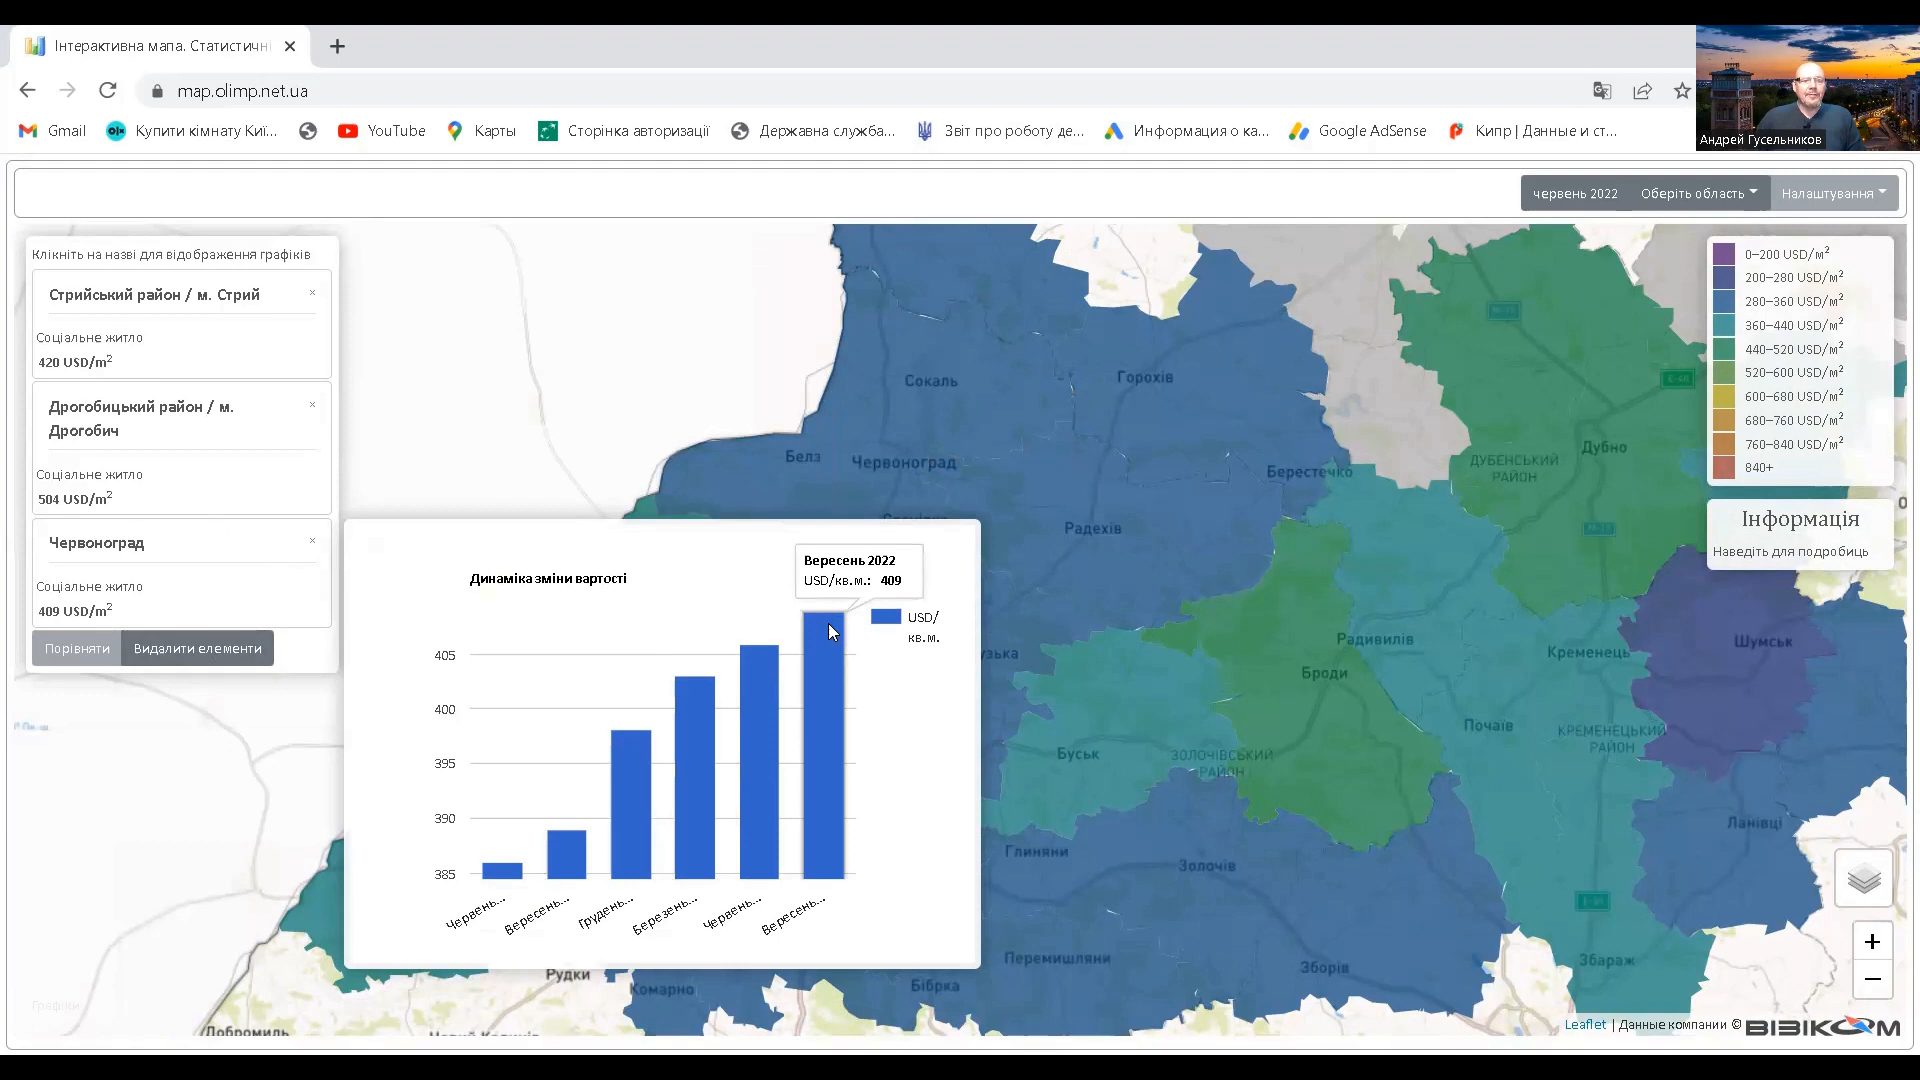 Інтерактивна мапа. Статистичн
map.olimp.net.ua
Gmail
Купити кімнату Киї...
YouTube
Карты
Сторінка авторизації
Державна служба...
Звіт про роботу де...
Информация о ка...
Google AdSense
Кипр | Данные и ст...
Андрей Гусельников
червень 2022
Оберіть область
Налаштування
Клікніть на назві для відображення графіків
Стрийський район / м. Стрий
×
Соціальне житло
420 USD/m²
Дрогобицький район / м.
Дрогобич
×
Соціальне житло
504 USD/m²
Червоноград
×
Соціальне житло
409 USD/m²
Порівняти
Видалити елементи
Динаміка зміни вартості
Вересень 2022
USD/кв.м.: 409
USD/
кв.м.
405
400
395
390
385
Червень...
Вересень...
Грудень...
Березень...
Червень...
Вересень...
0–200 USD/м²
200–280 USD/м²
280–360 USD/м²
360–440 USD/м²
440–520 USD/м²
520–600 USD/м²
600–680 USD/м²
680–760 USD/м²
760–840 USD/м²
840+
Інформація
Наведіть для подробиць
Сокаль
Горохів
Белз
Червоноград
Берестечко
Дубно
ДУБЕНСЬКИЙ
РАЙОН
Радехів
Радивилів
Броди
Кременець
Шумськ
Почаїв
КРЕМЕНЕЦЬКИЙ
РАЙОН
Буськ
ЗОЛОЧІВСЬКИЙ
РАЙОН
Ланівці
Глиняни
Золочів
Перемишляни
Зборів
Збараж
Рудки
Комарно
Бібрка
Добромиль
Графіки
+
−
Leaflet | Данные компании © ВІЗІКОМ